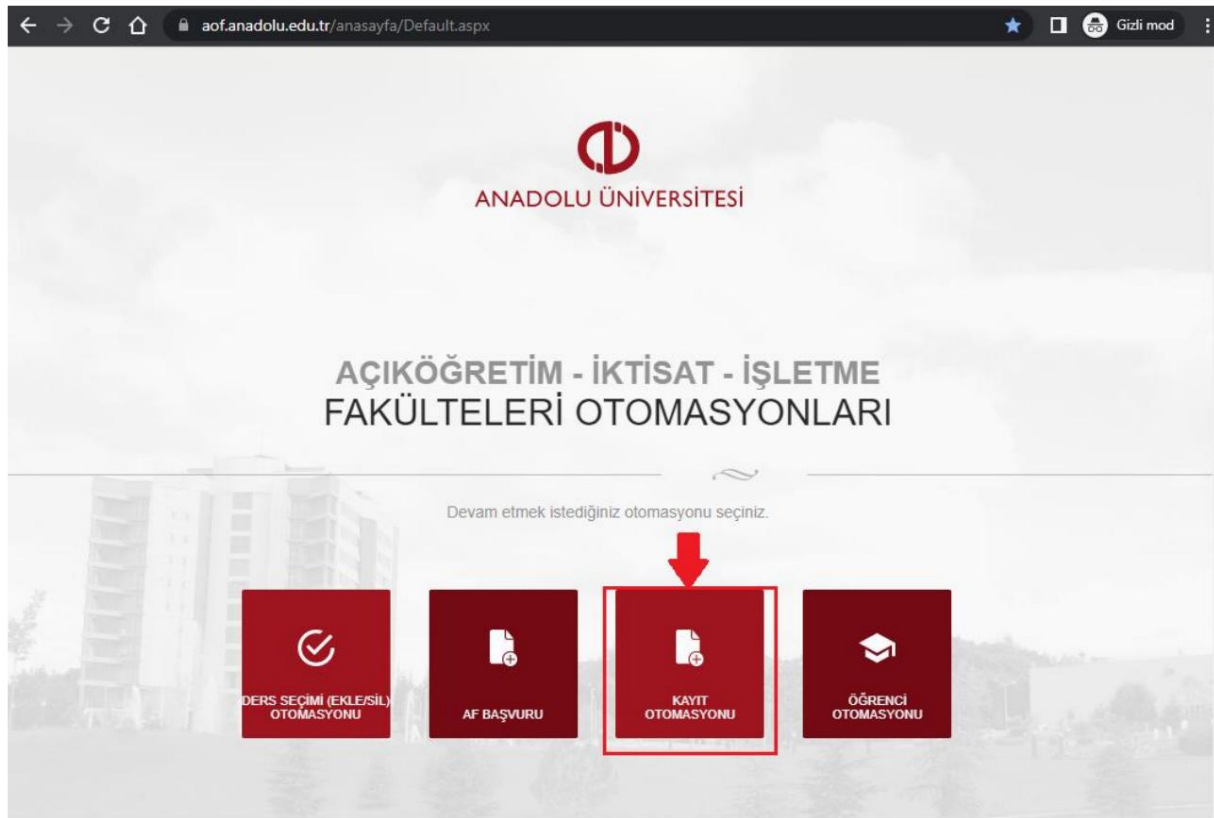 aof.anadolu.edu.tr/anasayfa/Default.aspx
Gizli mod
ANADOLU ÜNİVERSİTESİ
AÇIKÖĞRETİM - İKTİSAT - İŞLETME
FAKÜLTELERİ OTOMASYONLARI
Devam etmek istediğiniz otomasyonu seçiniz.
DERS SEÇİMİ (EKLE/SİL)
OTOMASYONU
AF BAŞVURU
KAYIT
OTOMASYONU
ÖĞRENCİ
OTOMASYONU